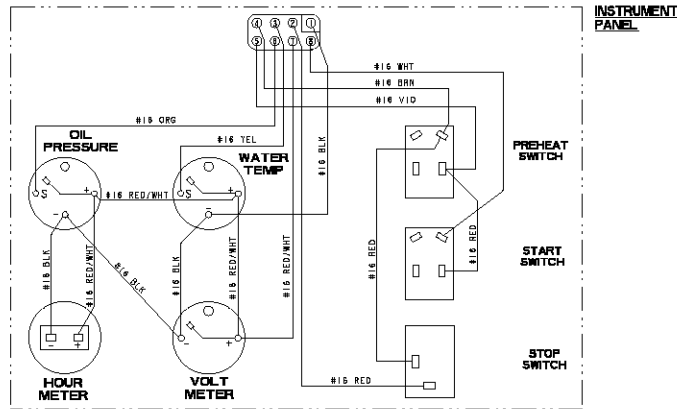 INSTRUMENT
PANEL
4 3 2 1
5 6 7 8
#16 WHT
#16 BRN
#16 VIO
#16 ORG
#16 YEL
#16 BLK
OIL
PRESSURE
WATER
TEMP
PREHEAT
SWITCH
S + -
#16 RED/WHT
S + -
#16 BLK
#16 RED/WHT
#16 BLK
#16 BLK
#16 RED/WHT
#16 RED/WHT
#16 RED
#16 RED
START
SWITCH
- +
- +
STOP
SWITCH
#16 RED
HOUR
METER
VOLT
METER